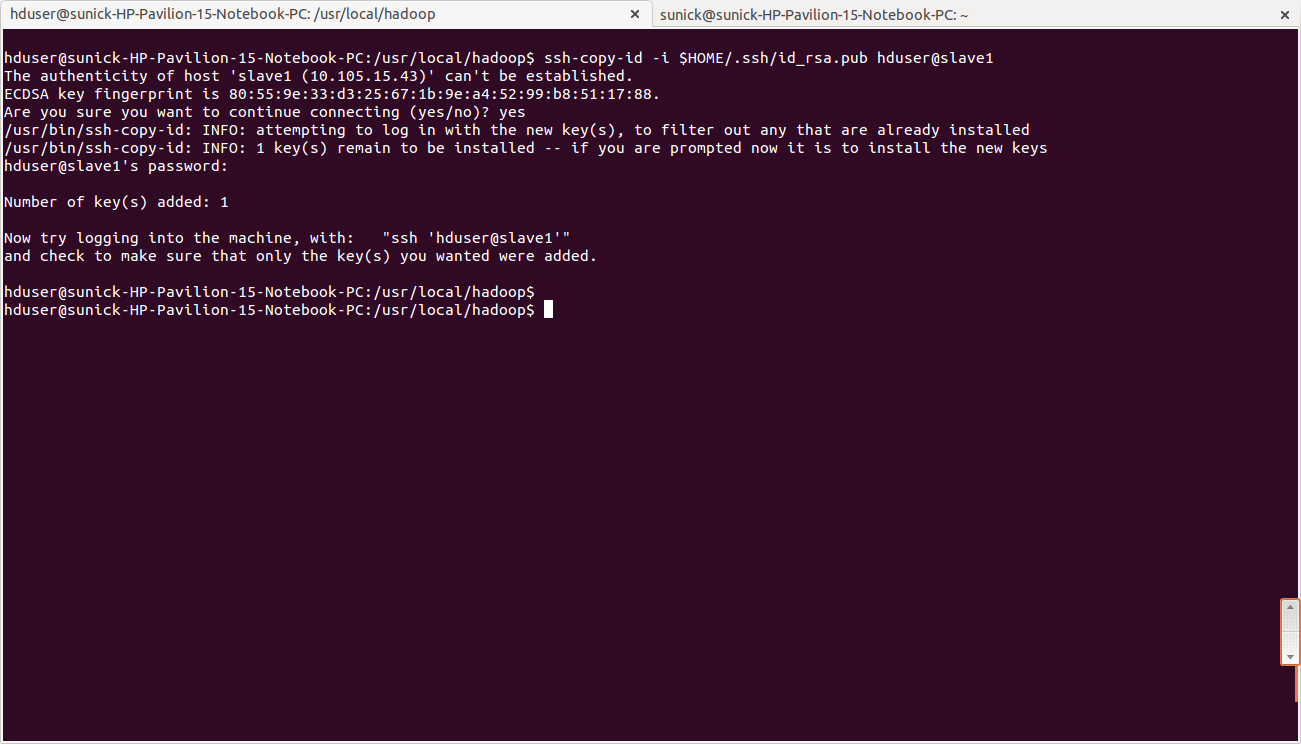 hduser@sunick-HP-Pavilion-15-Notebook-PC: /usr/local/hadoop
sunick@sunick-HP-Pavilion-15-Notebook-PC: ~
hduser@sunick-HP-Pavilion-15-Notebook-PC:/usr/local/hadoop$ ssh-copy-id -i $HOME/.ssh/id_rsa.pub hduser@slave1
The authenticity of host 'slave1 (10.105.15.43)' can't be established.
ECDSA key fingerprint is 80:55:9e:33:d3:25:67:1b:9e:a4:52:99:b8:51:17:88.
Are you sure you want to continue connecting (yes/no)? yes
/usr/bin/ssh-copy-id: INFO: attempting to log in with the new key(s), to filter out any that are already installed
/usr/bin/ssh-copy-id: INFO: 1 key(s) remain to be installed -- if you are prompted now it is to install the new keys
hduser@slave1's password:
Number of key(s) added: 1
Now try logging into the machine, with:   "ssh 'hduser@slave1'"
and check to make sure that only the key(s) you wanted were added.
hduser@sunick-HP-Pavilion-15-Notebook-PC:/usr/local/hadoop$
hduser@sunick-HP-Pavilion-15-Notebook-PC:/usr/local/hadoop$